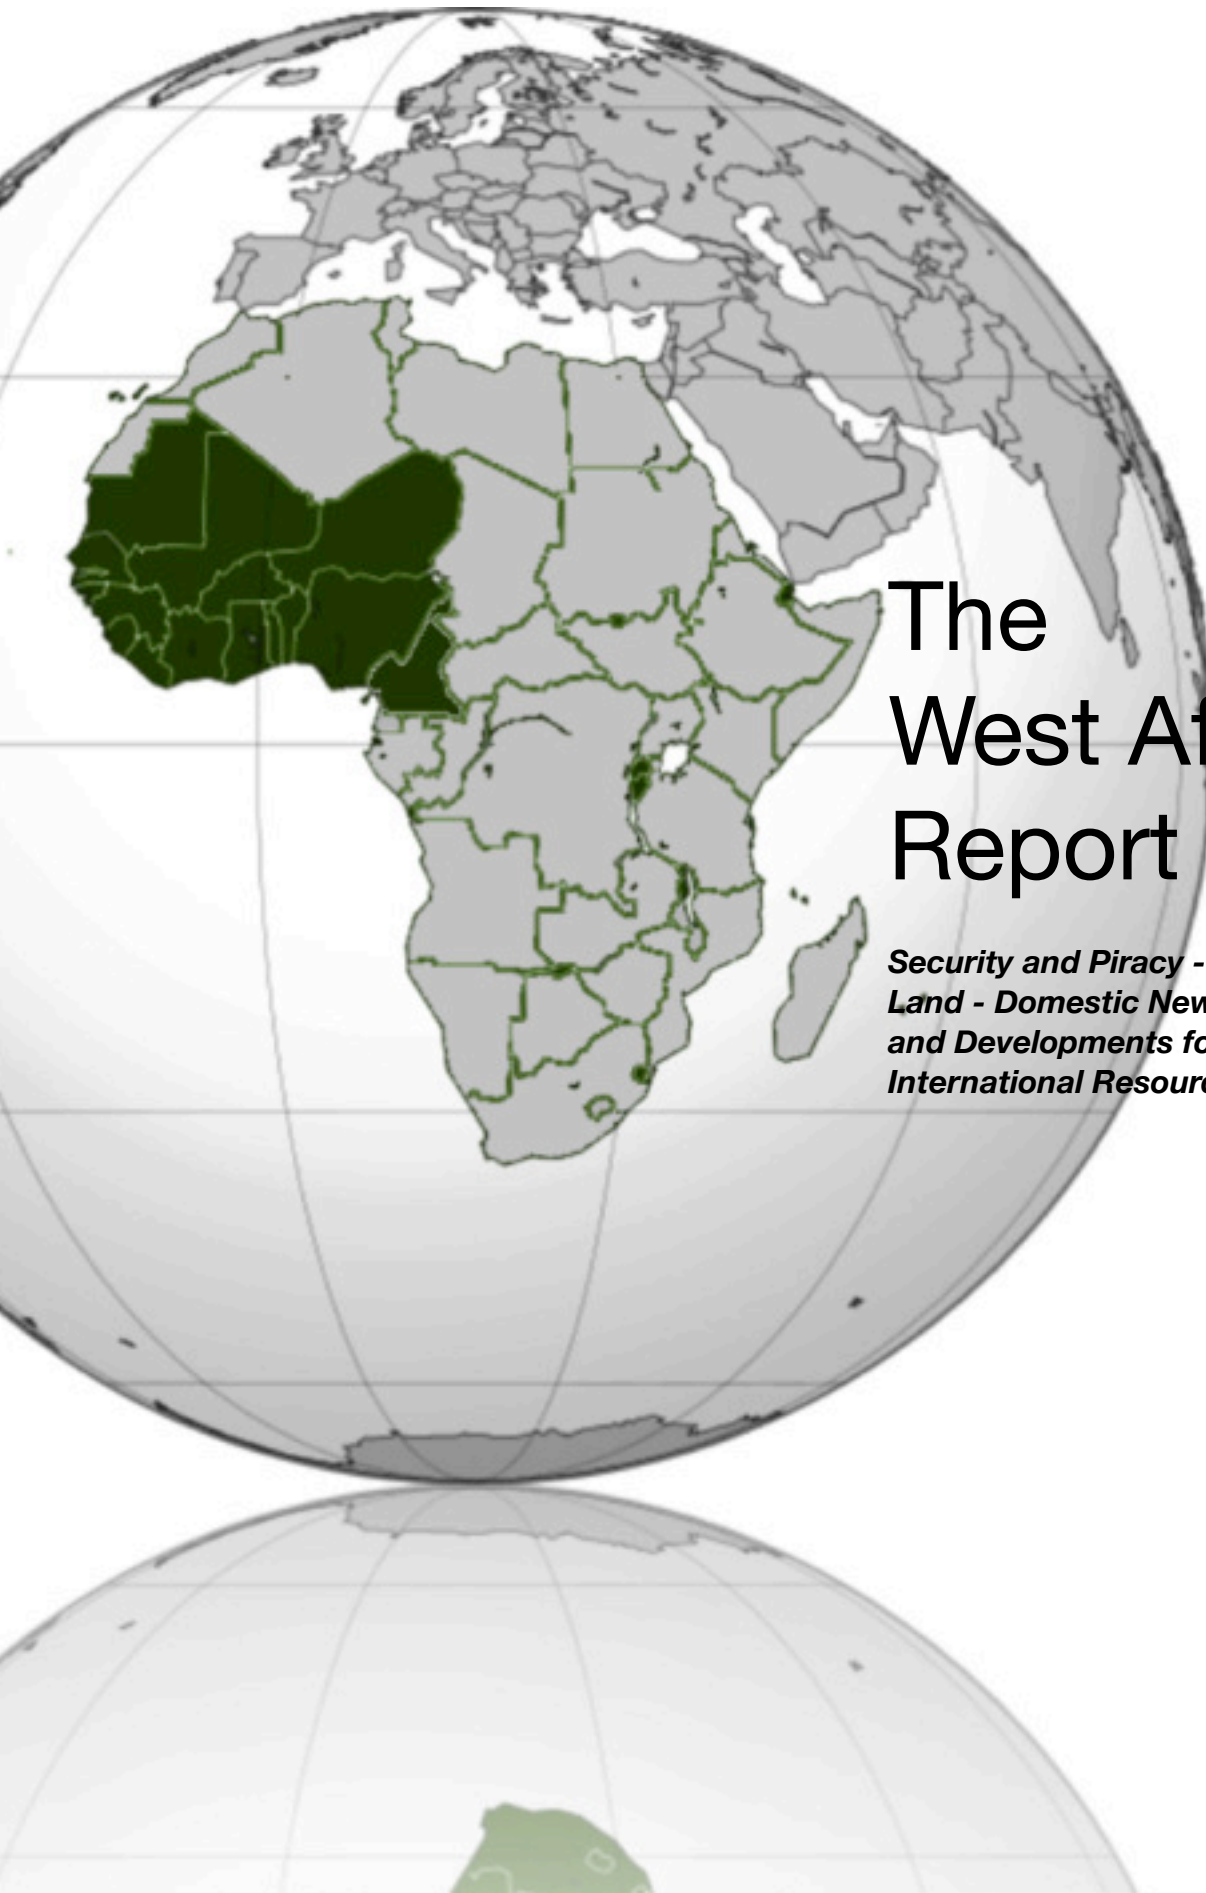 The
West Af
Report
Security and Piracy -
Land - Domestic New
and Developments fo
International Resour